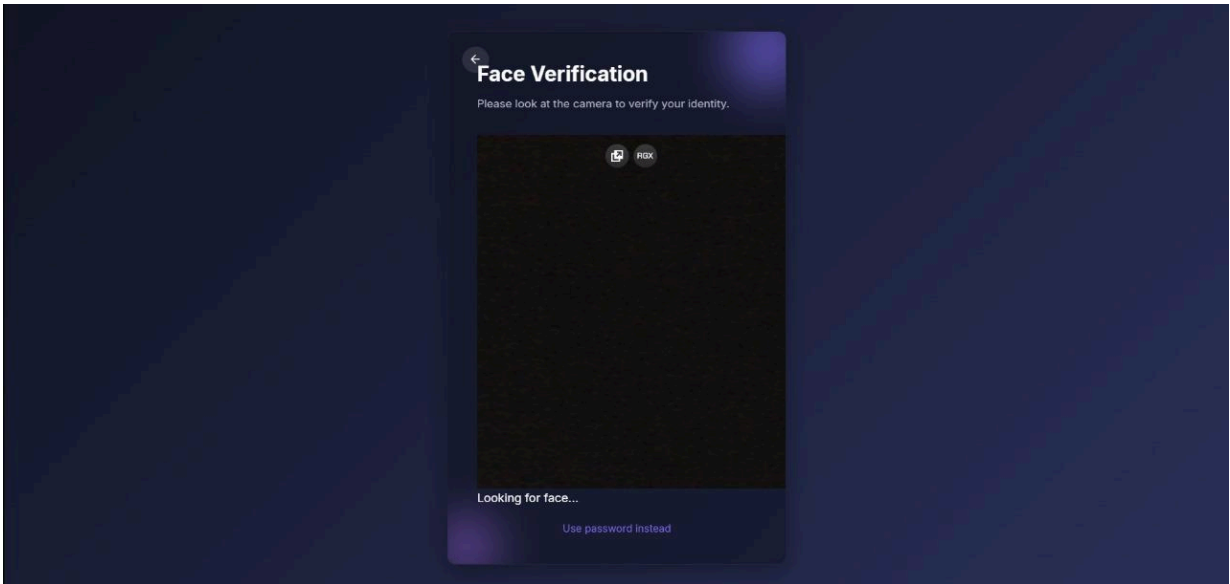 Face Verification
Please look at the camera to verify your identity.
RGX
Looking for face...
Use password instead